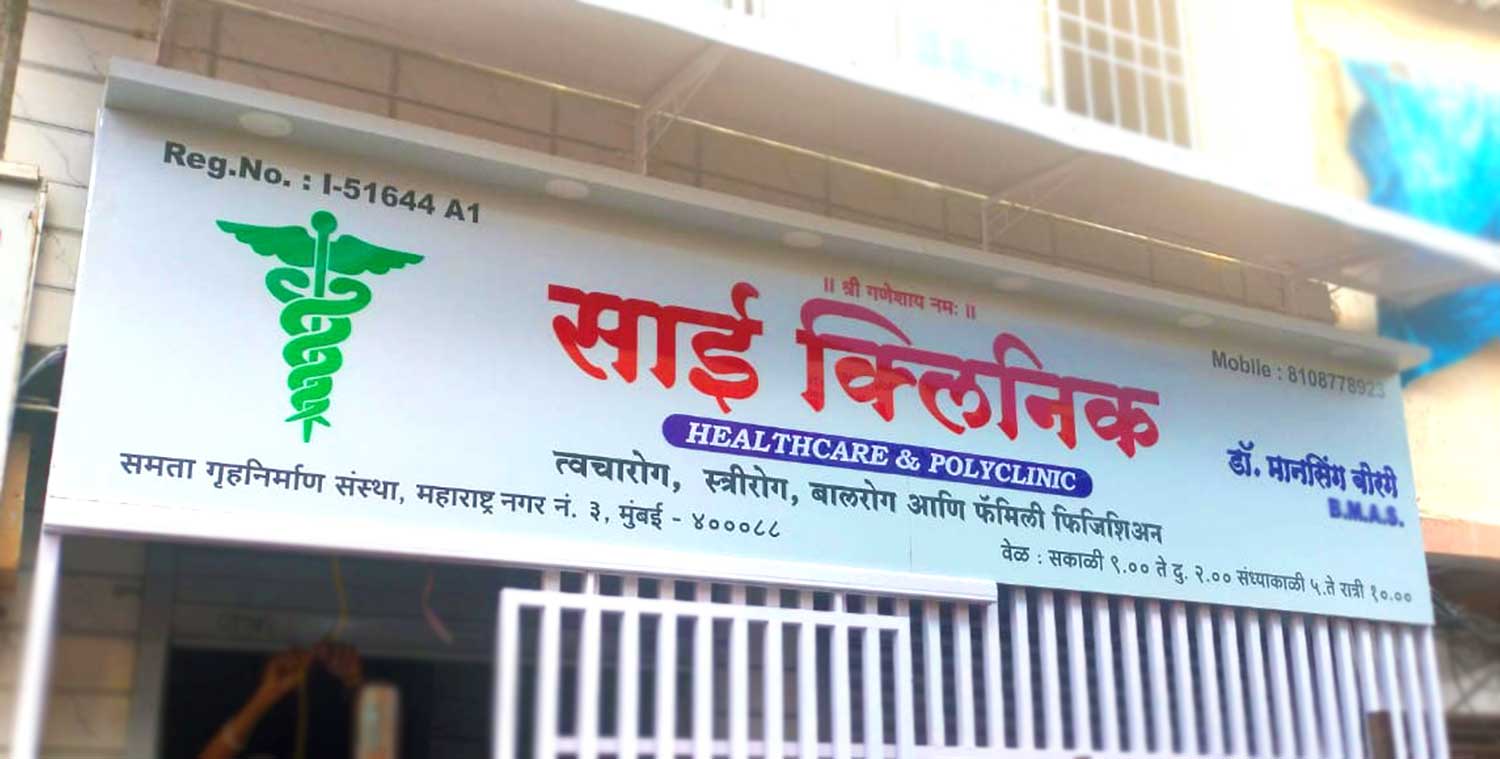 Reg.No. : I-51644 A1
॥ श्री गणेशाय नमः ॥
साई क्लिनिक
Mobile : 8108778923
HEALTHCARE & POLYCLINIC
डॉ. मानसिंग बीरगे
B.M.A.S.
त्वचारोग, स्त्रीरोग, बालरोग आणि फॅमिली फिजिशिअन
समता गृहनिर्माण संस्था, महाराष्ट्र नगर नं. ३, मुंबई - ४०००८८
वेळ : सकाळी ९.०० ते दु. २.०० संध्याकाळी ५.ते रात्री १०.००